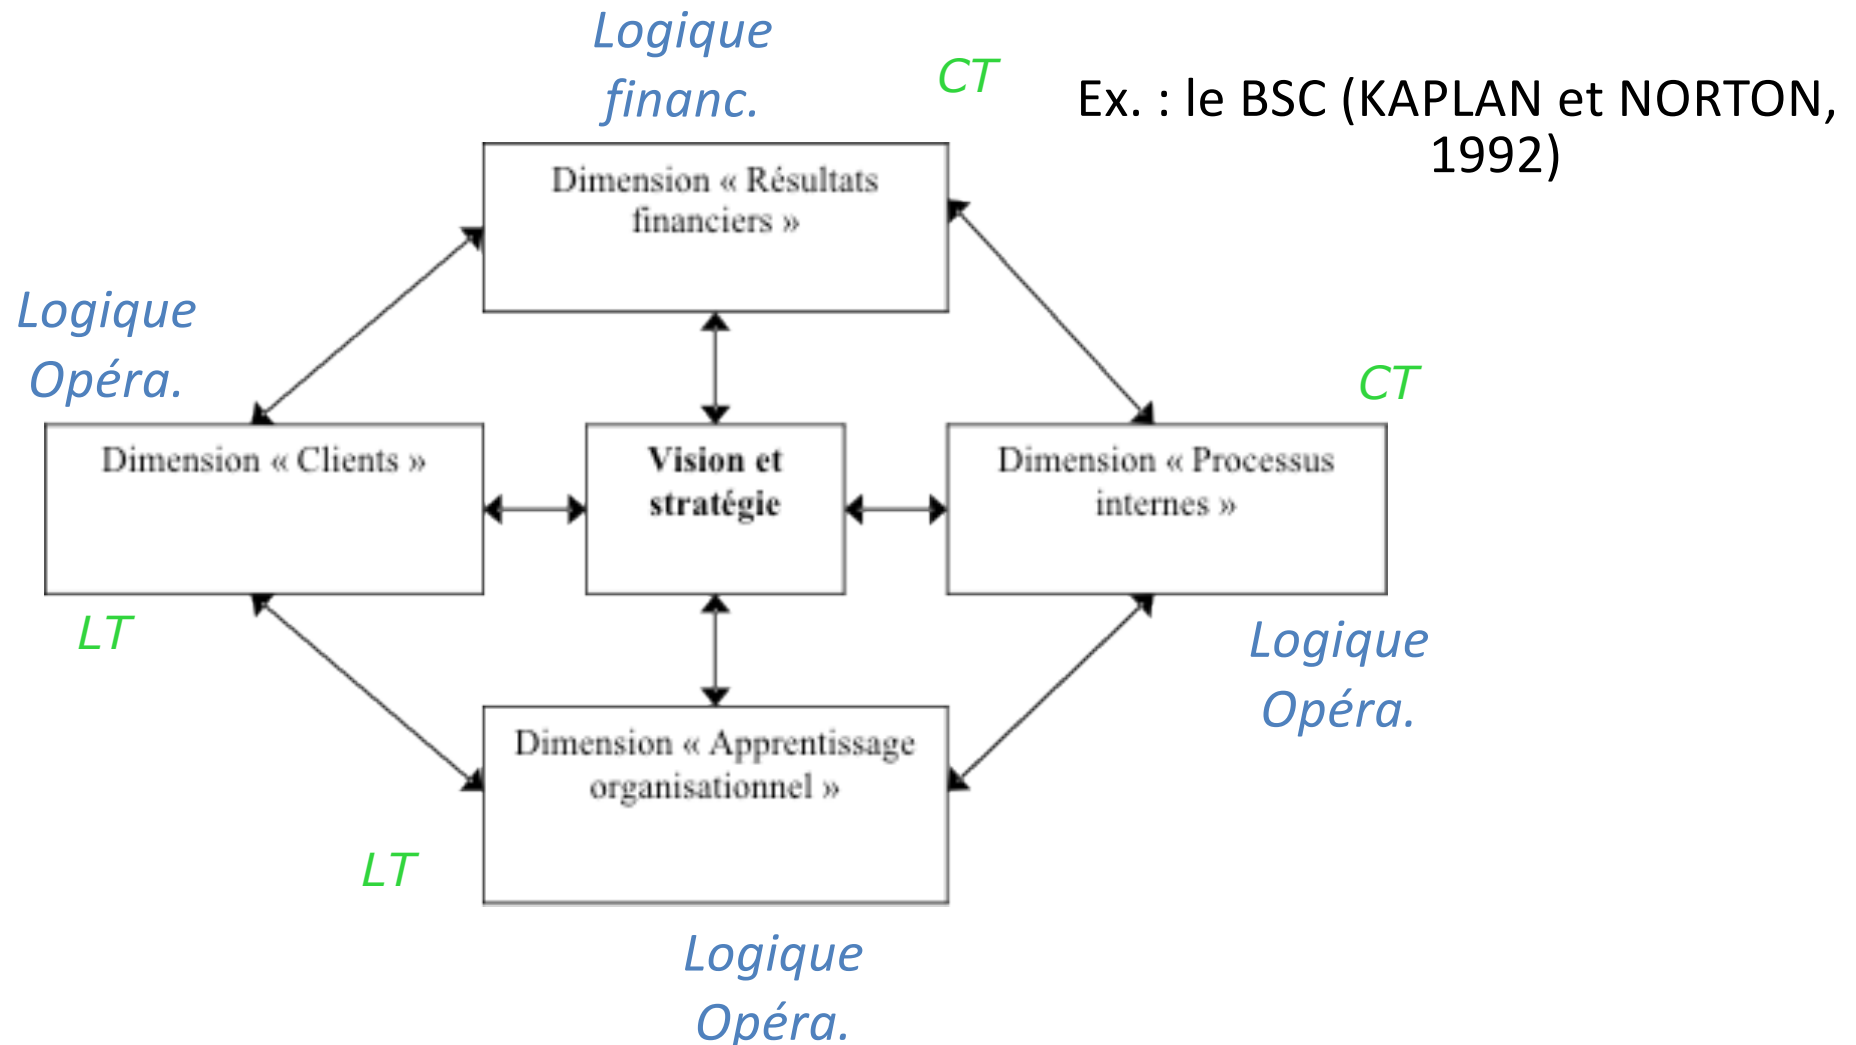 Logique
financ.
CT
Ex. : le BSC (KAPLAN et NORTON,
1992)
Dimension « Résultats
financiers »
Logique
Opéra.
CT
Dimension « Clients »
Vision et
stratégie
Dimension « Processus
internes »
LT
Logique
Opéra.
Dimension « Apprentissage
organisationnel »
LT
Logique
Opéra.